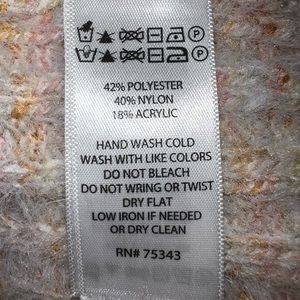 42% POLYESTER
40% NYLON
18% ACRYLIC
HAND WASH COLD
WASH WITH LIKE COLORS
DO NOT BLEACH
DO NOT WRING OR TWIST
DRY FLAT
LOW IRON IF NEEDED
OR DRY CLEAN
RN# 75343